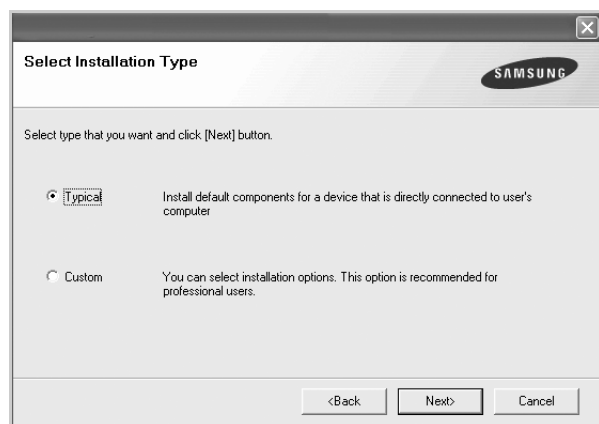 Select Installation Type
SAMSUNG
Select type that you want and click [Next] button.
Typical
Install default components for a device that is directly connected to user's
computer
Custom
You can select installation options. This option is recommended for
professional users.
<Back
Next>
Cancel